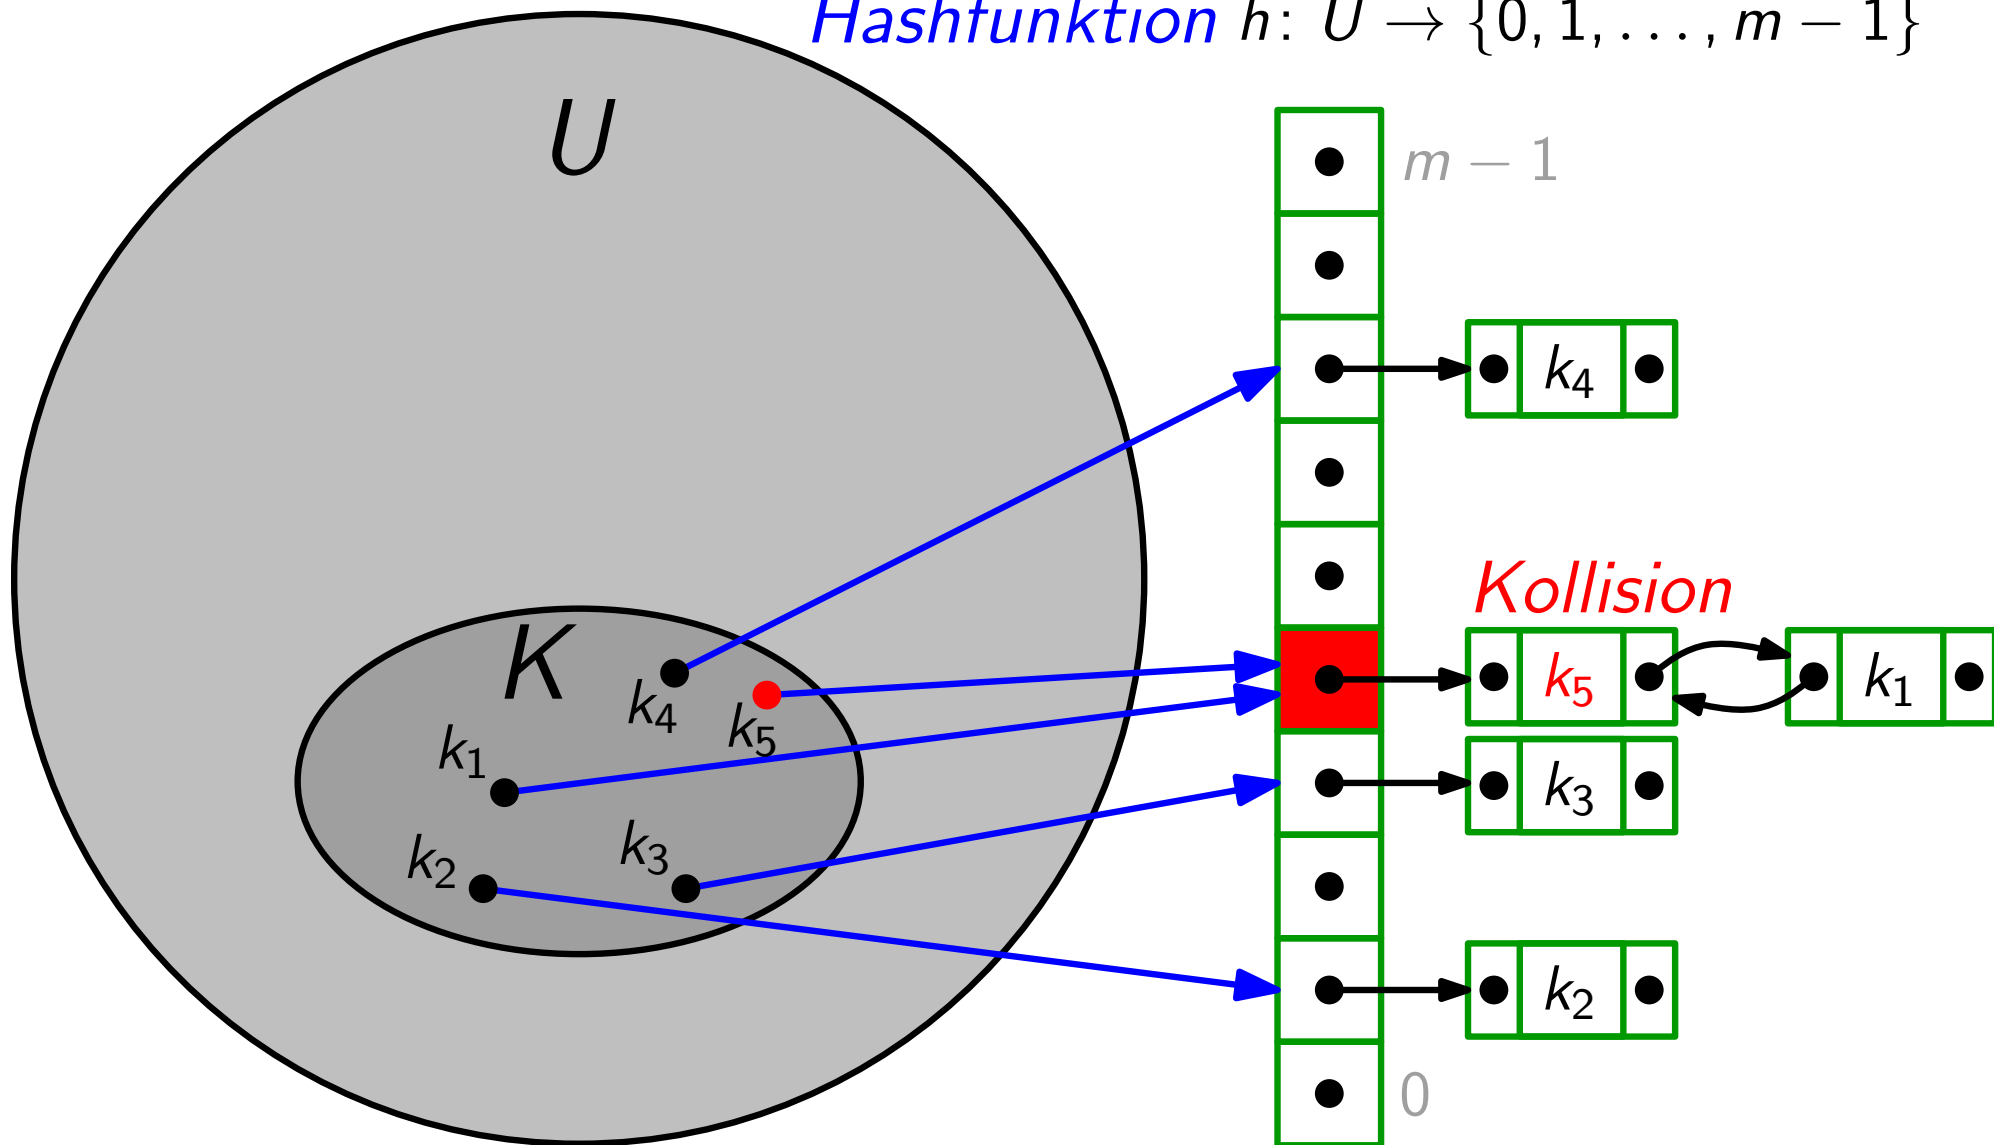 Hashfunktion h: U → {0, 1, . . . , m − 1}
U
m − 1
k₄
Kollision
K
k₄
k₅
k₅
k₁
k₁
k₃
k₂
k₃
k₂
0